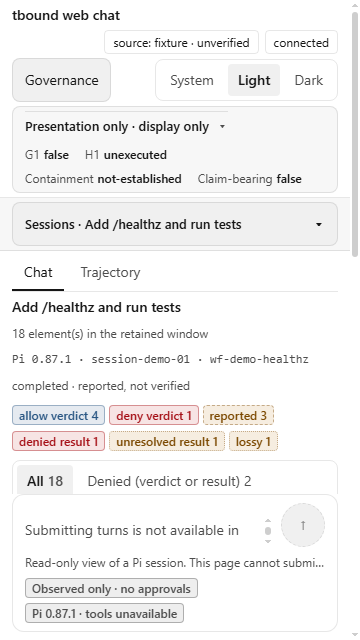 tbound web chat
source: fixture · unverified connected
Governance System Light Dark
Presentation only · display only
G1 false H1 unexecuted
Containment not-established Claim-bearing false
Sessions · Add /healthz and run tests
Chat Trajectory
Add /healthz and run tests
18 element(s) in the retained window
Pi 0.87.1 · session-demo-01 · wf-demo-healthz
completed · reported, not verified
allow verdict 4 deny verdict 1 reported 3
denied result 1 unresolved result 1 lossy 1
All 18 Denied (verdict or result) 2
Submitting turns is not available in
↑
Read-only view of a Pi session. This page cannot submi...
Observed only · no approvals
Pi 0.87.1 · tools unavailable